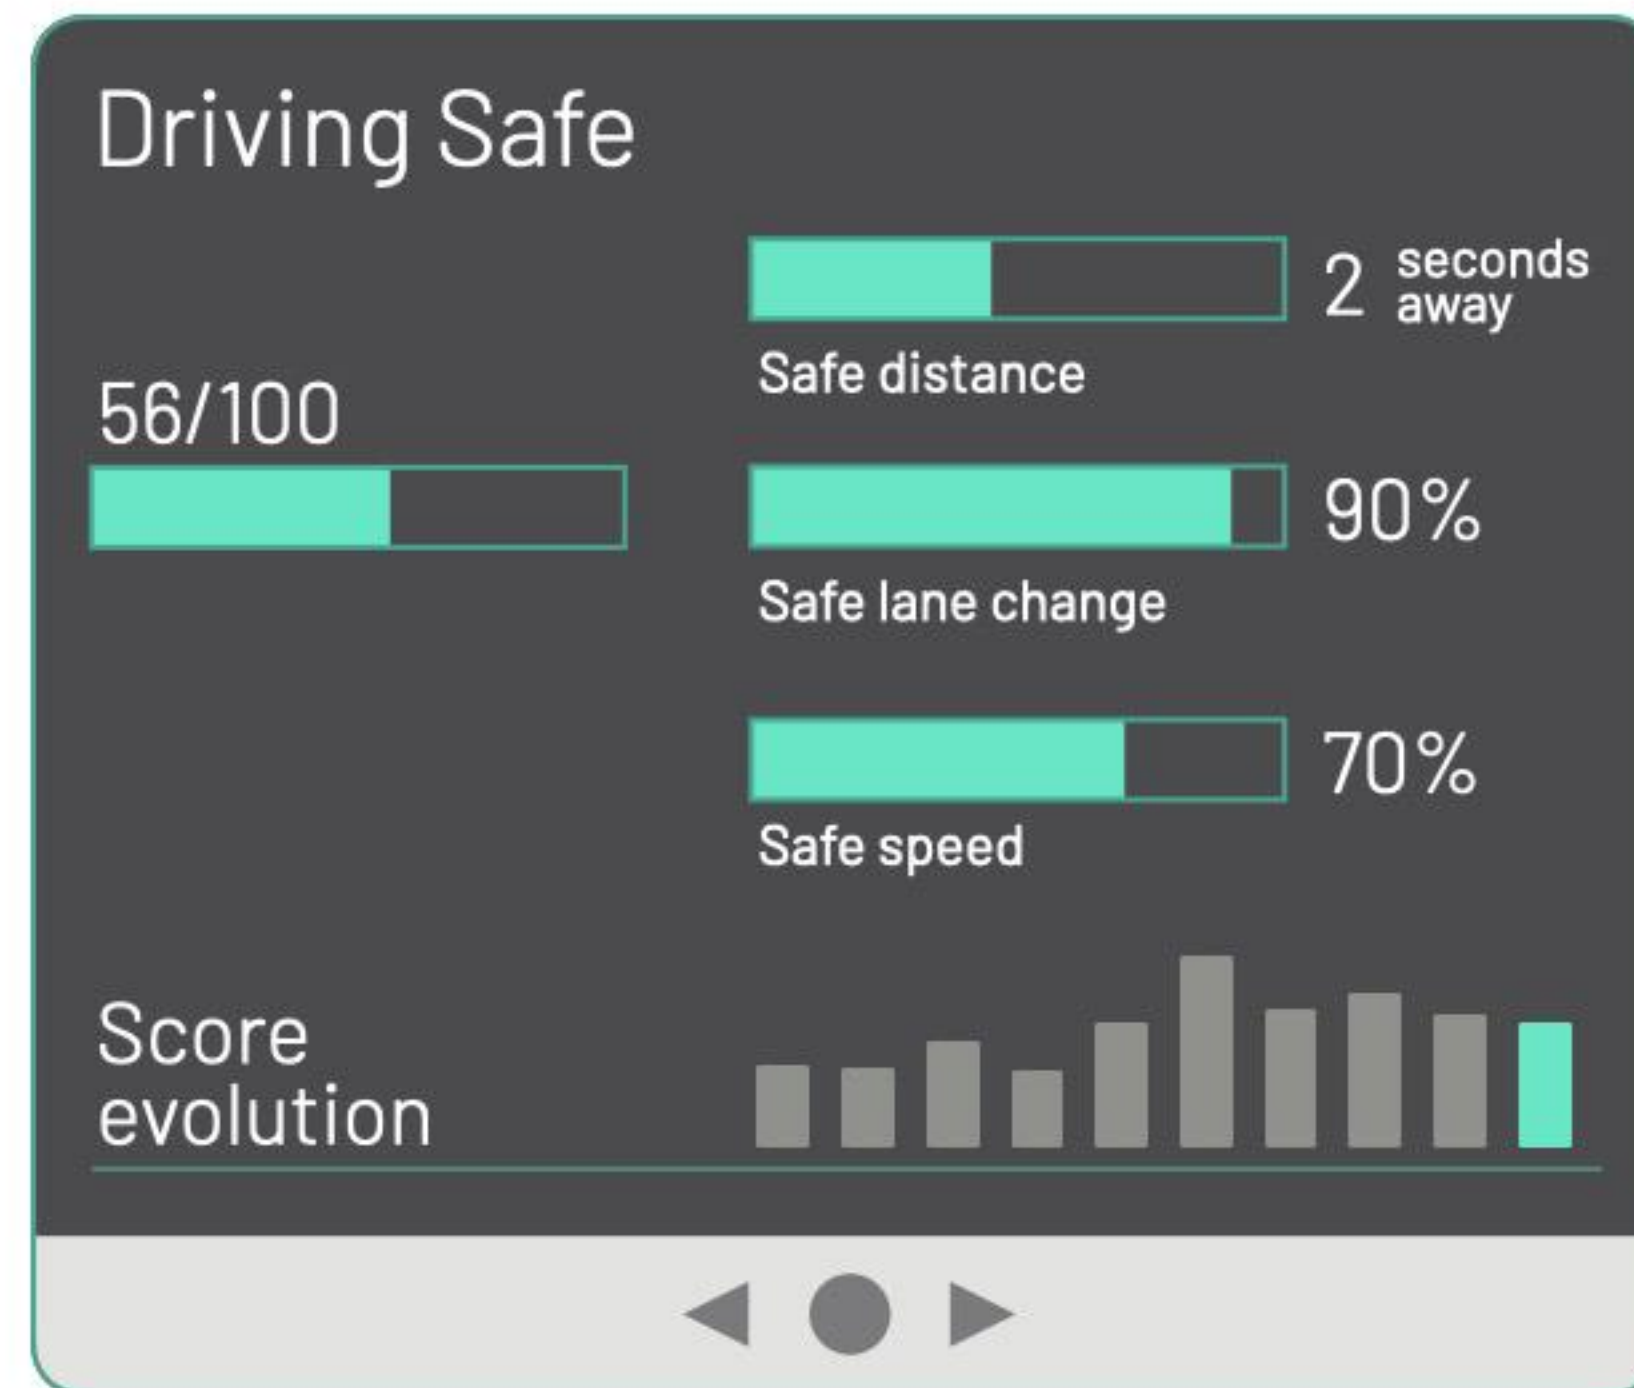 Driving Safe
56/100
2 seconds
away
Safe distance
90%
Safe lane change
70%
Safe speed
Score
evolution